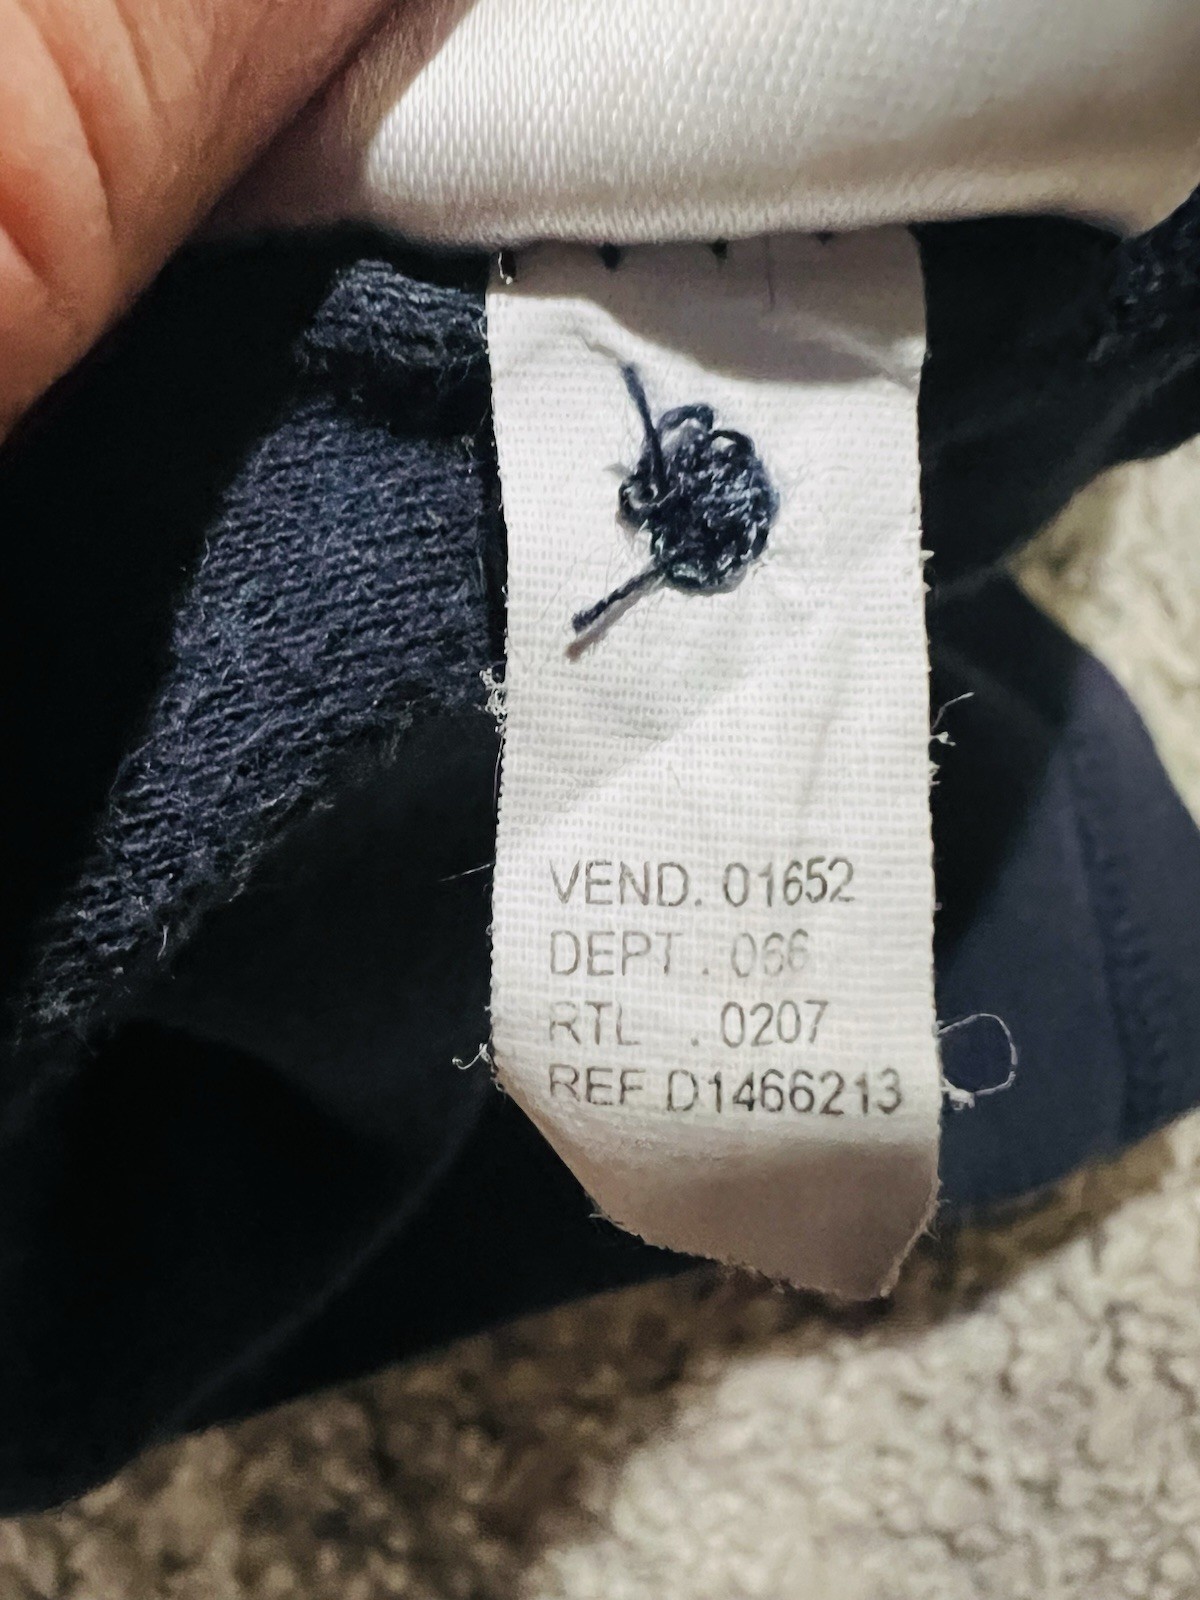 VEND. 01652
DEPT . 066
RTL . 0207
REF D1466213